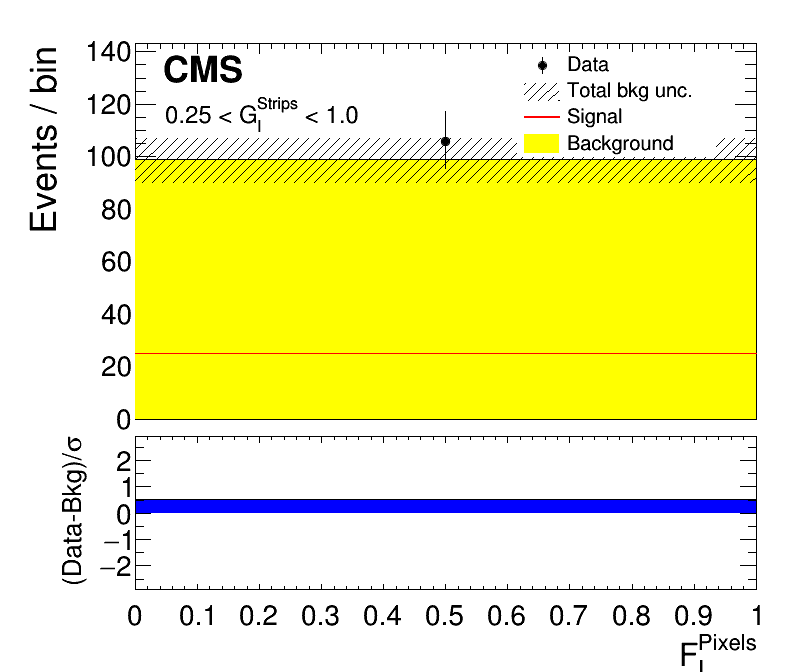 140
120
100
80
60
40
20
0
Events / bin
CMS
0.25 < G_I^Strips < 1.0
Data
Total bkg unc.
Signal
Background
2
1
0
−1
−2
(Data-Bkg)/σ
0 0.1 0.2 0.3 0.4 0.5 0.6 0.7 0.8 0.9 1
F_I^Pixels